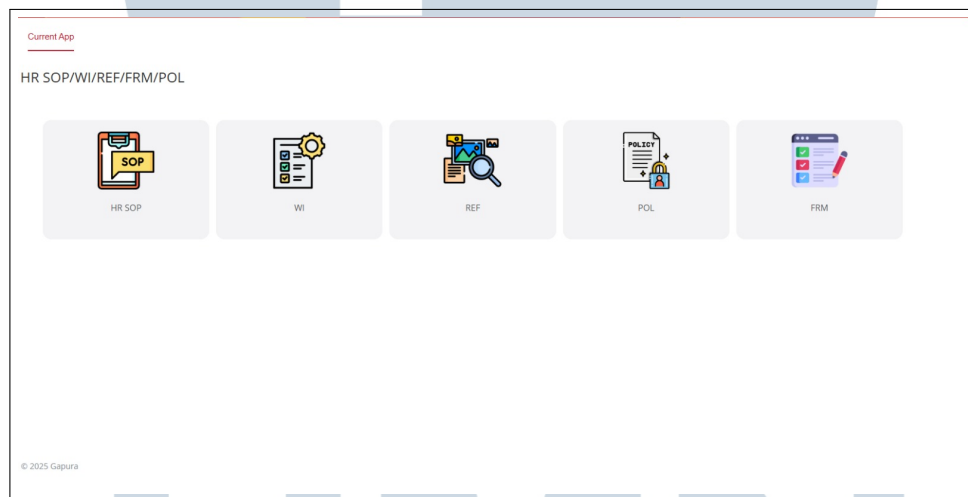 Current App
HR SOP/WI/REF/FRM/POL
SOP
POLICY
HR SOP
WI
REF
POL
FRM
© 2025 Gapura